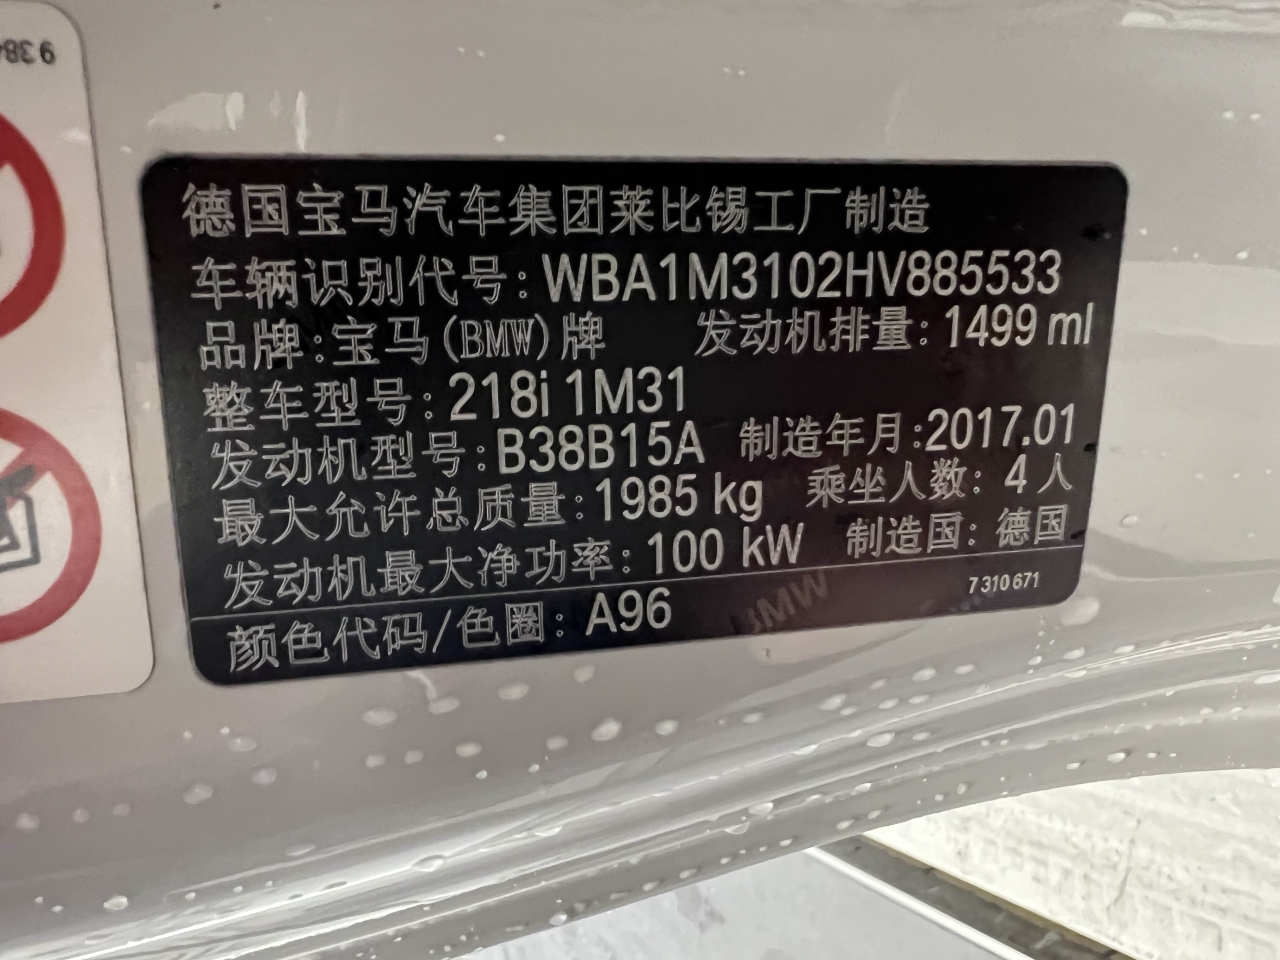 德国宝马汽车集团莱比锡工厂制造
车辆识别代号:WBA1M3102HV885533
品牌:宝马(BMW)牌 发动机排量:1499 ml
整车型号:218i 1M31
发动机型号:B38B15A 制造年月:2017.01
最大允许总质量:1985 kg 乘坐人数:4人
发动机最大净功率:100 kW 制造国:德国
7 310 671
颜色代码/色圈:A96